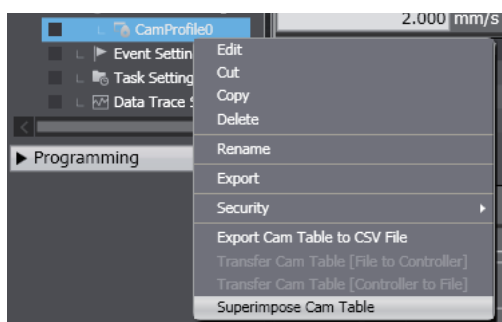 2.000 mm/s
CamProfile0
Event Settin
Task Setting
Data Trace S
Programming
Edit
Cut
Copy
Delete
Rename
Export
Security
Export Cam Table to CSV File
Transfer Cam Table [File to Controller]
Transfer Cam Table [Controller to File]
Superimpose Cam Table